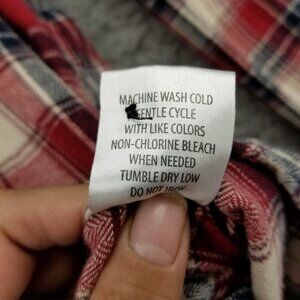 MACHINE WASH COLD
GENTLE CYCLE
WITH LIKE COLORS
NON-CHLORINE BLEACH
WHEN NEEDED
TUMBLE DRY LOW
DO NOT IRON